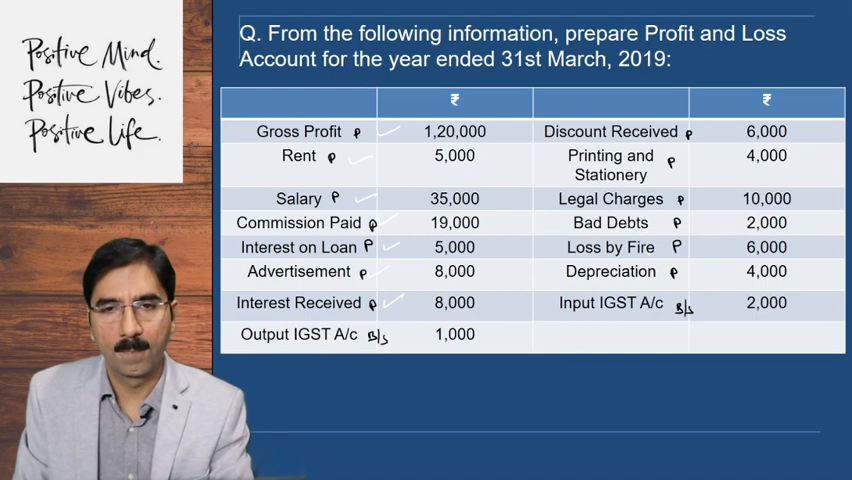 Positive Mind.
Positive Vibes.
Positive Life.
Q. From the following information, prepare Profit and Loss
Account for the year ended 31st March, 2019:
₹ ₹
Gross Profit P 1,20,000 Discount Received P 6,000
Rent P 5,000 Printing and
Stationery P 4,000
Salary P 35,000 Legal Charges P 10,000
Commission Paid P 19,000 Bad Debts P 2,000
Interest on Loan P 5,000 Loss by Fire P 6,000
Advertisement P 8,000 Depreciation P 4,000
Interest Received P 8,000 Input IGST A/c B/s 2,000
Output IGST A/c B/s 1,000